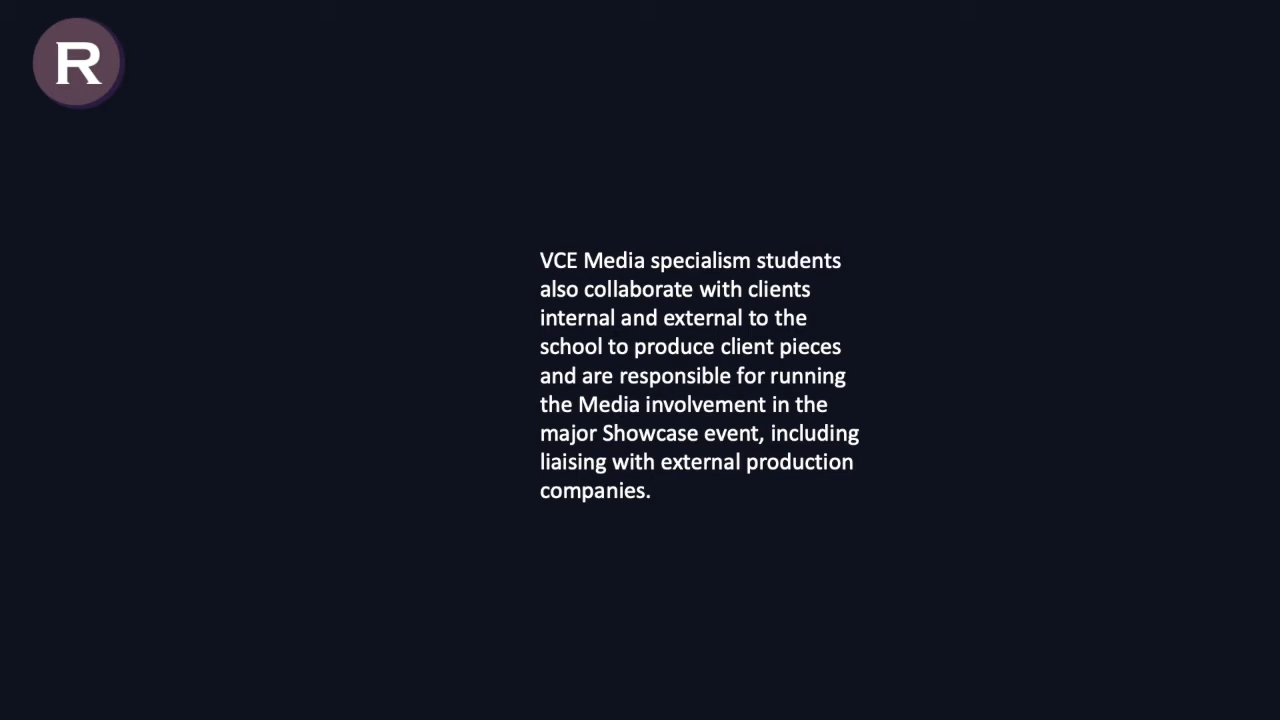 R
VCE Media specialism students
also collaborate with clients
internal and external to the
school to produce client pieces
and are responsible for running
the Media involvement in the
major Showcase event, including
liaising with external production
companies.